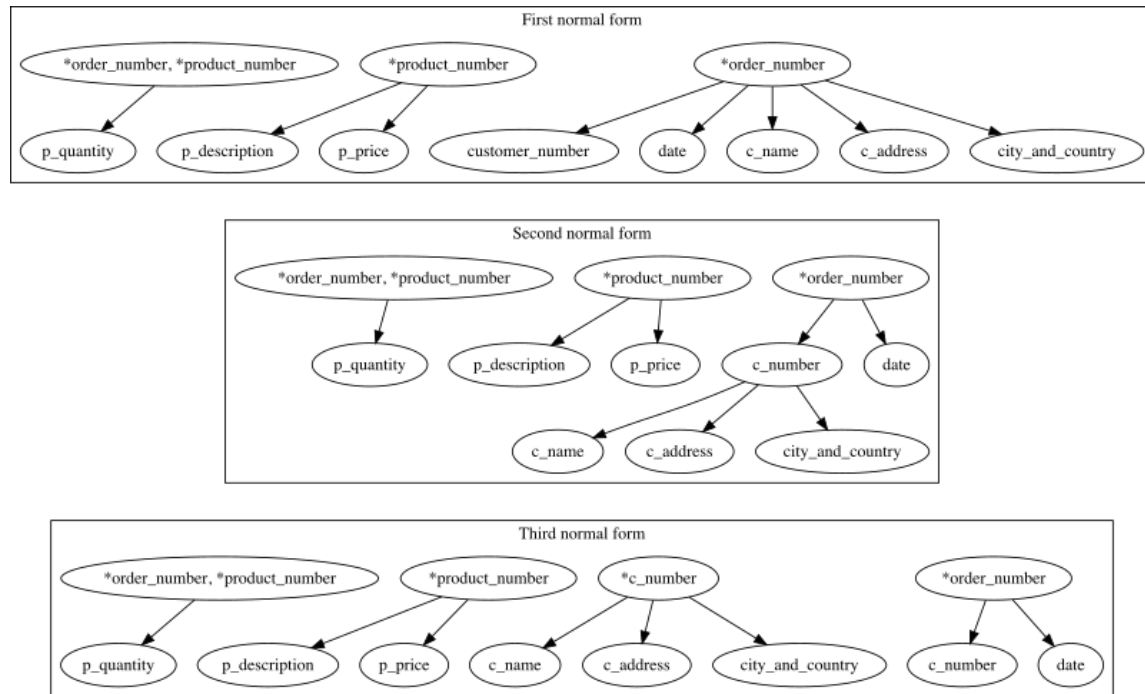 First normal form
*order_number, *product_number *product_number *order_number
p_quantity p_description p_price customer_number date c_name c_address city_and_country
Second normal form
*order_number, *product_number *product_number *order_number
p_quantity p_description p_price c_number date
c_name c_address city_and_country
Third normal form
*order_number, *product_number *product_number *c_number *order_number
p_quantity p_description p_price c_name c_address city_and_country c_number date